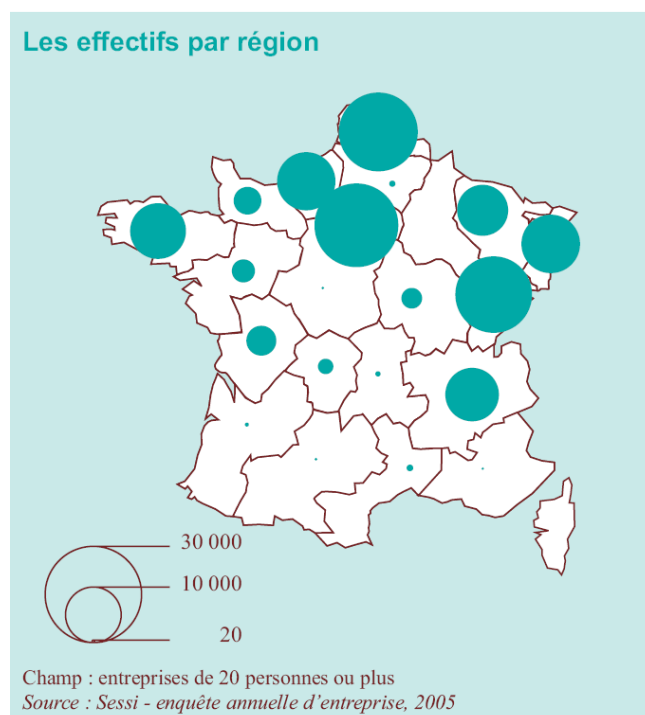 Les effectifs par région
30 000
10 000
20
Champ : entreprises de 20 personnes ou plus
Source : Sessi - enquête annuelle d'entreprise, 2005